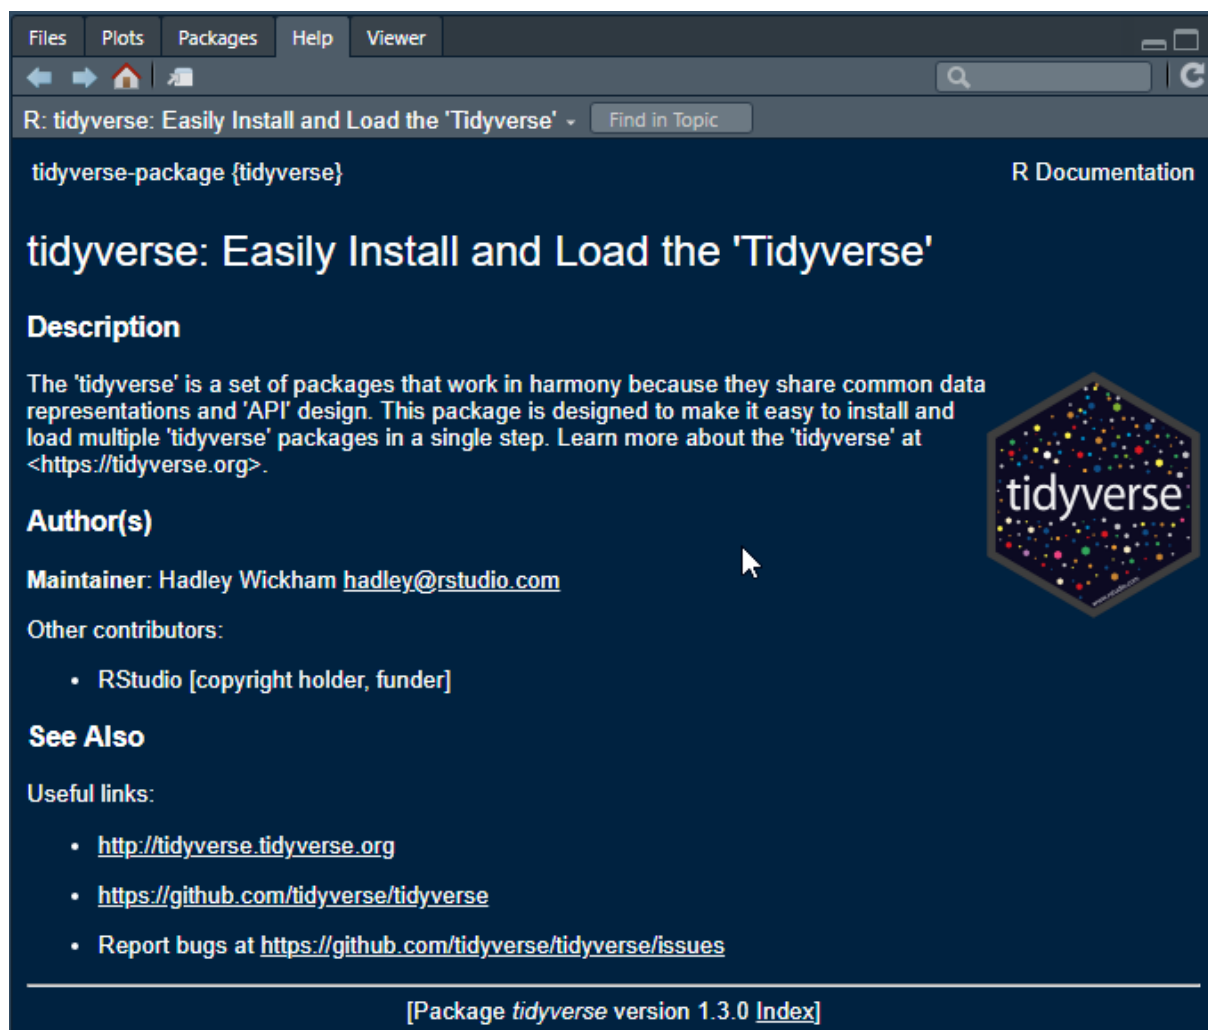 Files Plots Packages Help Viewer
R: tidyverse: Easily Install and Load the 'Tidyverse' Find in Topic
tidyverse-package {tidyverse} R Documentation
tidyverse: Easily Install and Load the 'Tidyverse'
Description
The 'tidyverse' is a set of packages that work in harmony because they share common data
representations and 'API' design. This package is designed to make it easy to install and
load multiple 'tidyverse' packages in a single step. Learn more about the 'tidyverse' at
<https://tidyverse.org>.
tidyverse
www.rstudio.com
Author(s)
Maintainer: Hadley Wickham hadley@rstudio.com
Other contributors:
• RStudio [copyright holder, funder]
See Also
Useful links:
• http://tidyverse.tidyverse.org
• https://github.com/tidyverse/tidyverse
• Report bugs at https://github.com/tidyverse/tidyverse/issues
[Package tidyverse version 1.3.0 Index]